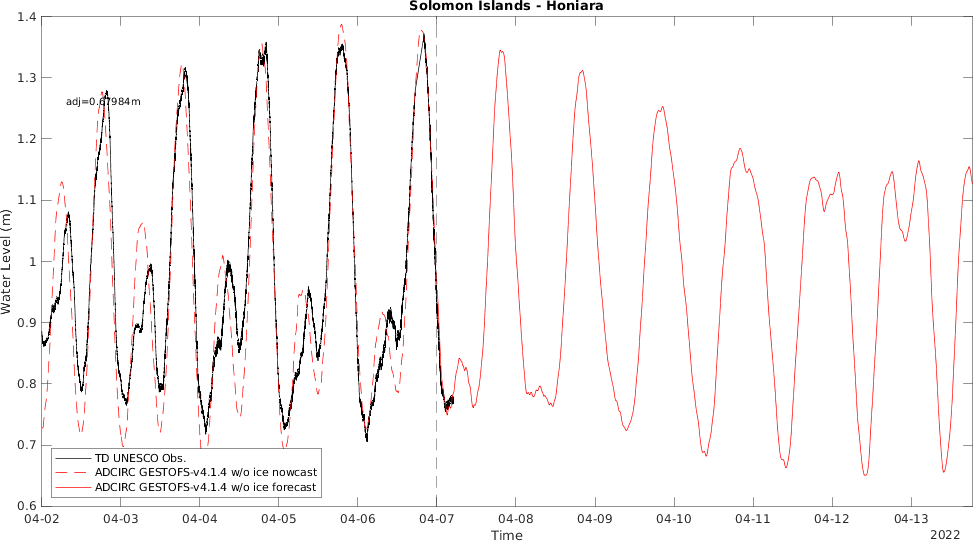 Solomon Islands - Honiara
1.4
1.3
1.2
1.1
1
0.9
0.8
0.7
0.6
Water Level (m)
adj=0.67984m
TD UNESCO Obs.
ADCIRC GESTOFS-v4.1.4 w/o ice nowcast
ADCIRC GESTOFS-v4.1.4 w/o ice forecast
04-02 04-03 04-04 04-05 04-06 04-07 04-08 04-09 04-10 04-11 04-12 04-13
Time
2022